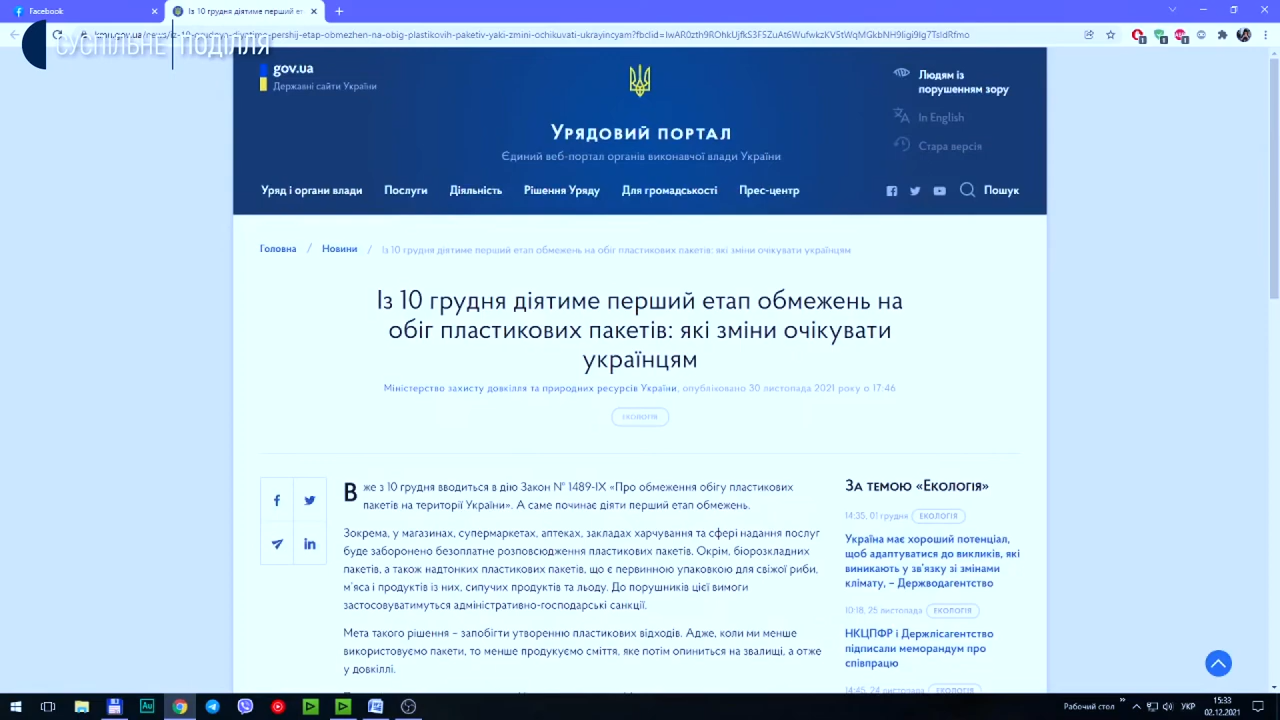 Facebook
Із 10 грудня діятиме перший ет
СУСПІЛЬНЕ ПОДІЛЛЯ
gov.ua
Державні сайти України
Людям із
порушенням зору
In English
Стара версія
Урядовий портал
Єдиний веб-портал органів виконавчої влади України
Уряд і органи влади Послуги Діяльність Рішення Уряду Для громадськості Прес-центр Пошук
Головна / Новини / Із 10 грудня діятиме перший етап обмежень на обіг пластикових пакетів: які зміни очікувати українцям
Із 10 грудня діятиме перший етап обмежень на
обіг пластикових пакетів: які зміни очікувати
українцям
Міністерство захисту довкілля та природних ресурсів України, опубліковано 30 листопада 2021 року о 17:46
ЕКОЛОГІЯ
Вже з 10 грудня вводиться в дію Закон № 1489-IX «Про обмеження обігу пластикових
пакетів на території України». А саме починає діяти перший етап обмежень.
Зокрема, у магазинах, супермаркетах, аптеках, закладах харчування та сфері надання послуг
буде заборонено безоплатне розповсюдження пластикових пакетів. Окрім, біорозкладних
пакетів, а також надтонких пластикових пакетів, що є первинною упаковкою для свіжої риби,
м'яса і продуктів із них, сипучих продуктів та льоду. До порушників цієї вимоги
застосовуватимуться адміністративно-господарські санкції.
Мета такого рішення – запобігти утворенню пластикових відходів. Адже, коли ми менше
використовуємо пакети, то менше продукуємо сміття, яке потім опиниться на звалищі, а отже
у довкіллі.
За темою «Екологія»
14:35, 01 грудня ЕКОЛОГІЯ
Україна має хороший потенціал,
щоб адаптуватися до викликів, які
виникають у зв'язку зі змінами
клімату, – Держводагентство
10:18, 25 листопада ЕКОЛОГІЯ
НКЦПФР і Держлісагентство
підписали меморандум про
співпрацю
14:45, 24 листопада ЕКОЛОГІЯ
Рабочий стол
УКР
15:33
02.12.2021